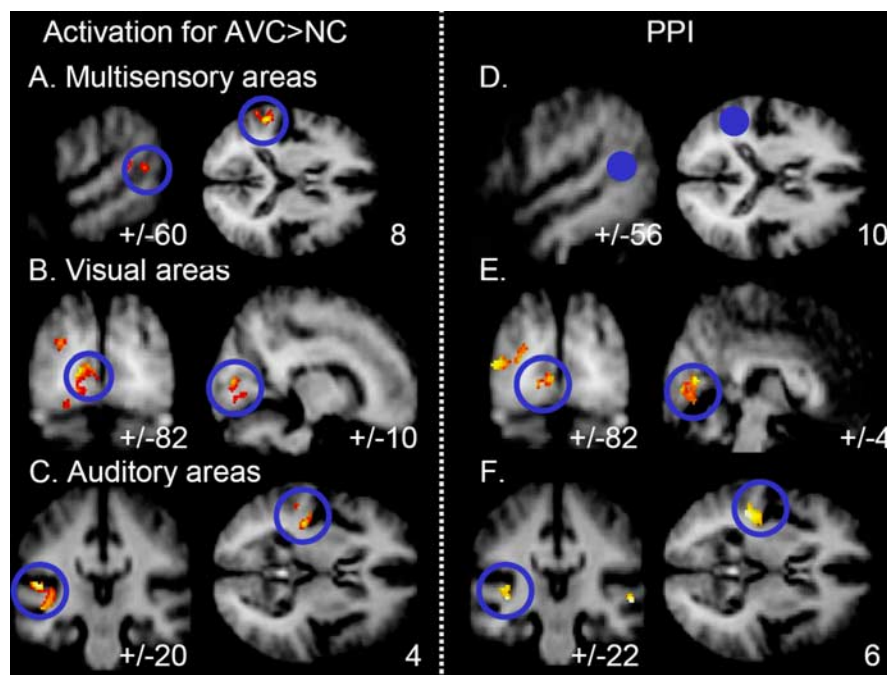 Activation for AVC>NC
PPI
A. Multisensory areas
D.
+/-60
8
+/-56
10
B. Visual areas
E.
+/-82
+/-10
+/-82
+/-4
C. Auditory areas
F.
+/-20
4
+/-22
6